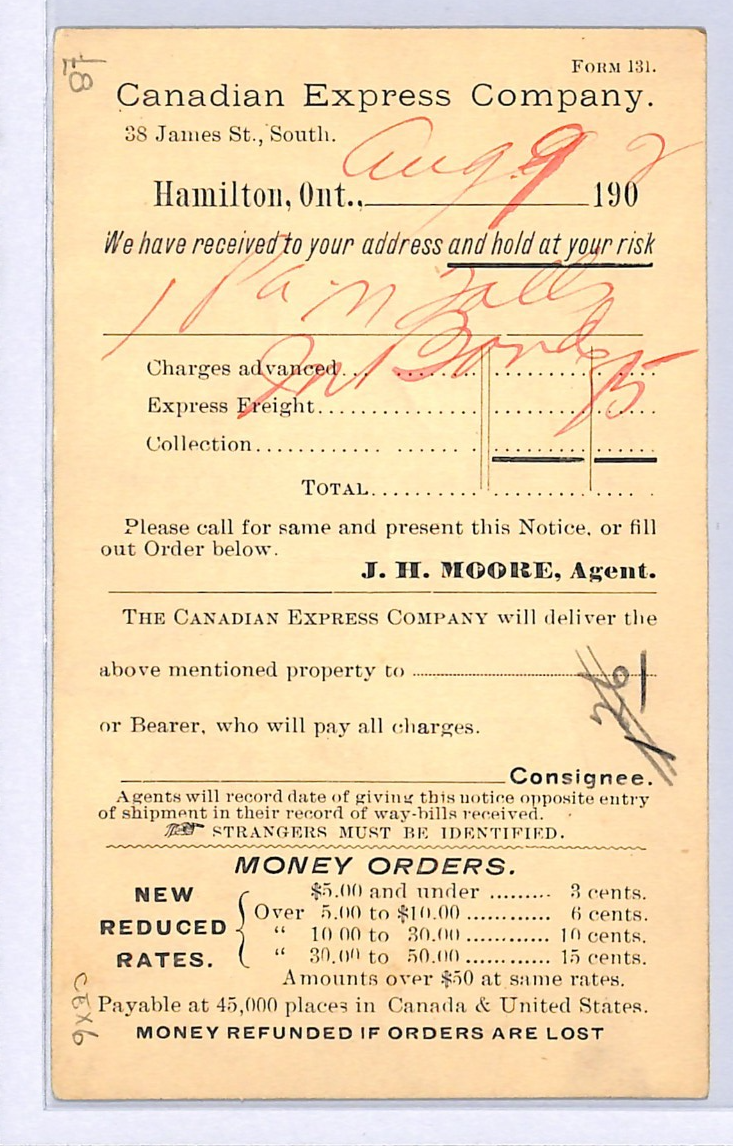 FORM 131.
Canadian Express Company.
38 James St., South.
Hamilton, Ont., Aug 9 1902
We have received to your address and hold at your risk
1
In Bond
Charges advanced
15
Express Freight
Collection
TOTAL
Please call for same and present this Notice, or fill
out Order below.
J. H. MOORE, Agent.
THE CANADIAN EXPRESS COMPANY will deliver the
above mentioned property to
or Bearer, who will pay all charges.
Consignee.
Agents will record date of giving this notice opposite entry
of shipment in their record of way-bills received.
STRANGERS MUST BE IDENTIFIED.
MONEY ORDERS.
NEW REDUCED RATES.
$5.00 and under ......... 3 cents.
Over 5.00 to $10.00 ............ 6 cents.
“ 10 00 to 30.00 ............ 10 cents.
“ 30.00 to 50.00 ............ 15 cents.
Amounts over $50 at same rates.
Payable at 45,000 places in Canada & United States.
MONEY REFUNDED IF ORDERS ARE LOST